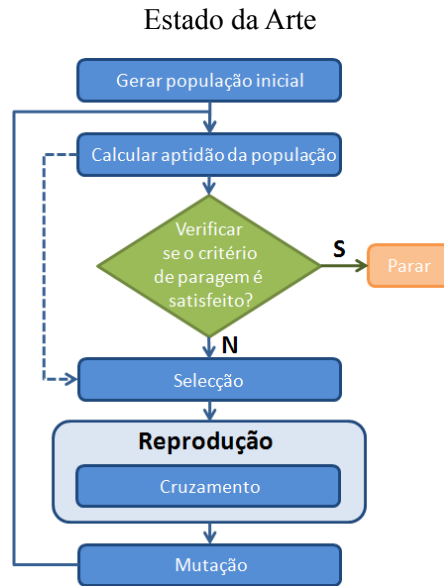 Estado da Arte
Gerar população inicial
Calcular aptidão da população
Verificar
se o critério
de paragem é
satisfeito?
S
Parar
N
Selecção
Reprodução
Cruzamento
Mutação